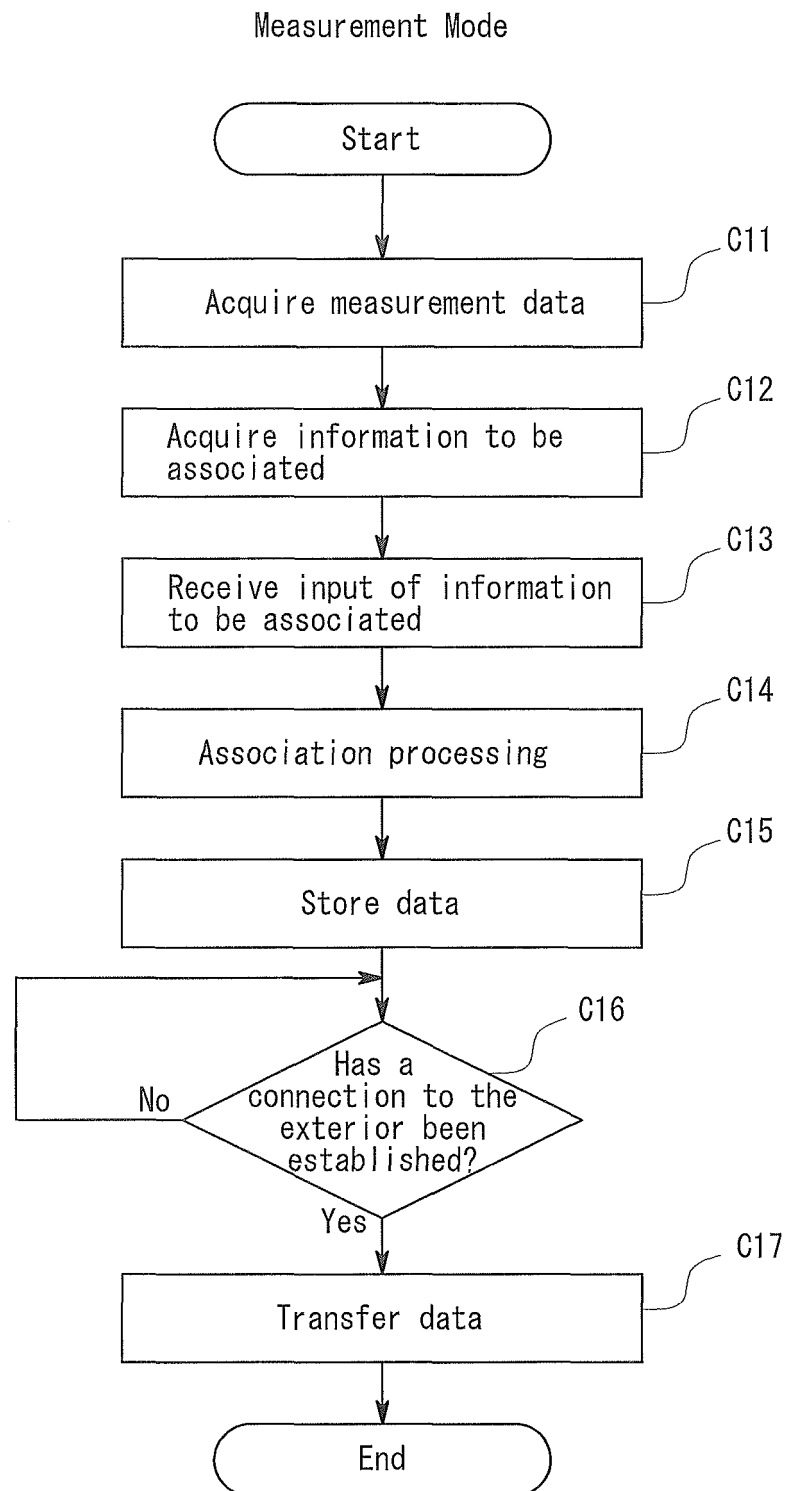 Measurement Mode
Start
C11
Acquire measurement data
C12
Acquire information to be
associated
C13
Receive input of information
to be associated
C14
Association processing
C15
Store data
C16
Has a
connection to the
exterior been
established?
No
Yes
C17
Transfer data
End